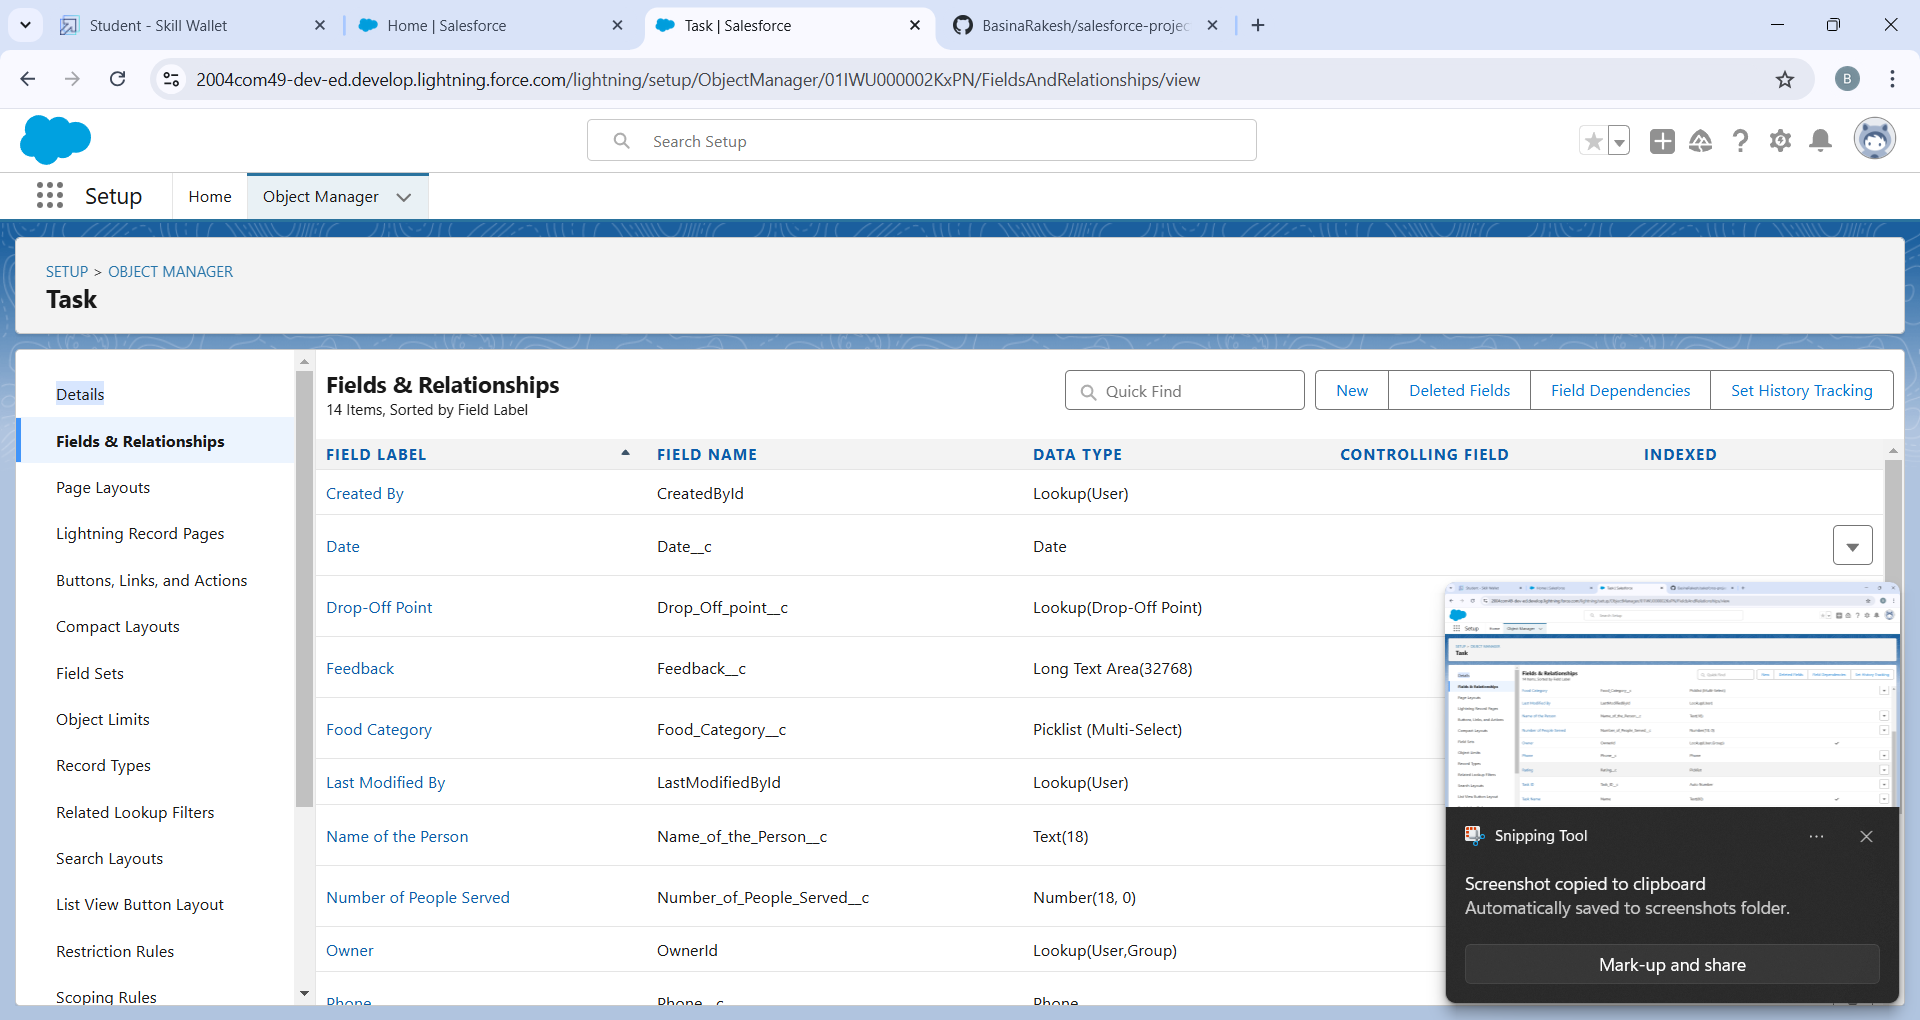 Student - Skill Wallet
Home | Salesforce
Task | Salesforce
BasinaRakesh/salesforce-projec
2004com49-dev-ed.develop.lightning.force.com/lightning/setup/ObjectManager/01IWU000002KxPN/FieldsAndRelationships/view
B
Search Setup
Setup
Home
Object Manager
SETUP > OBJECT MANAGER
Task
Details
Fields & Relationships
Page Layouts
Lightning Record Pages
Buttons, Links, and Actions
Compact Layouts
Field Sets
Object Limits
Record Types
Related Lookup Filters
Search Layouts
List View Button Layout
Restriction Rules
Scoping Rules
Fields & Relationships
14 Items, Sorted by Field Label
Quick Find
New
Deleted Fields
Field Dependencies
Set History Tracking
FIELD LABEL FIELD NAME DATA TYPE CONTROLLING FIELD INDEXED
Created By CreatedById Lookup(User)
Date Date__c Date
Drop-Off Point Drop_Off_point__c Lookup(Drop-Off Point)
Feedback Feedback__c Long Text Area(32768)
Food Category Food_Category__c Picklist (Multi-Select)
Last Modified By LastModifiedById Lookup(User)
Name of the Person Name_of_the_Person__c Text(18)
Number of People Served Number_of_People_Served__c Number(18, 0)
Owner OwnerId Lookup(User,Group)
Phone Phone__c Phone
Snipping Tool
Screenshot copied to clipboard
Automatically saved to screenshots folder.
Mark-up and share